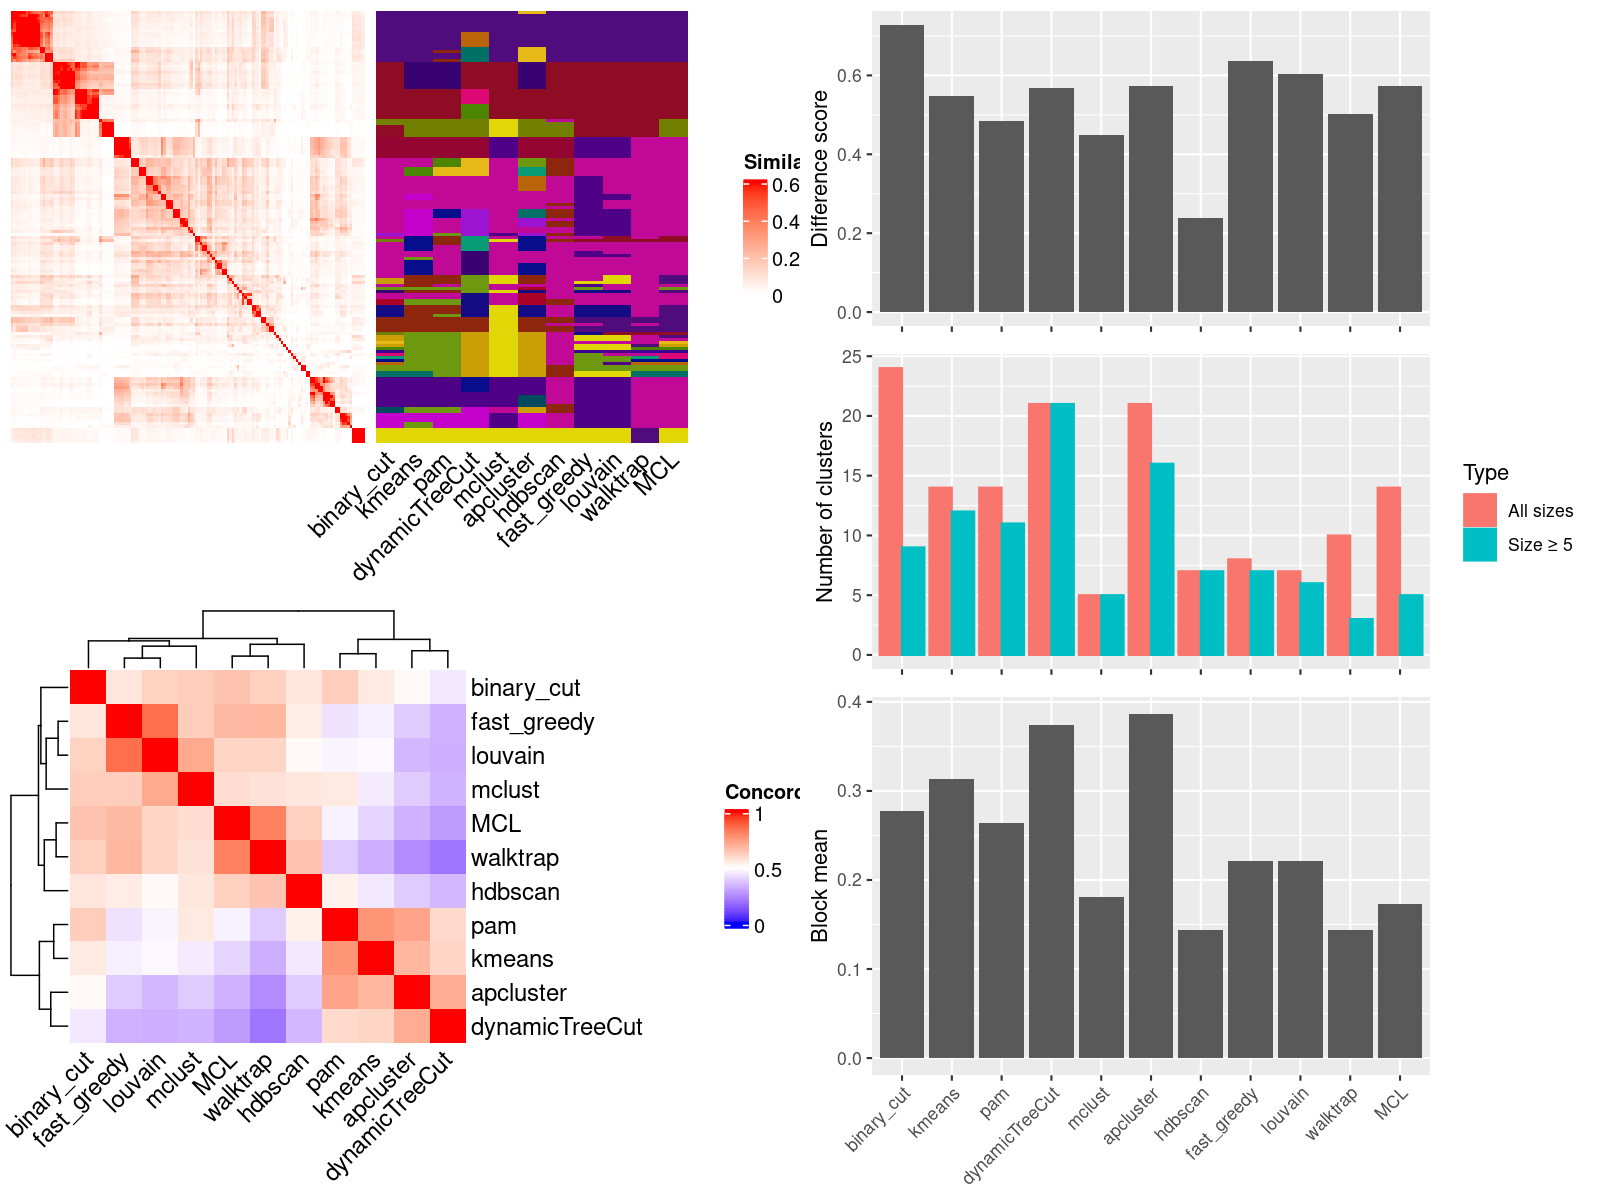 Simila
0.6
0.4
0.2
0
binary_cut
kmeans
pam
dynamicTreeCut
mclust
apcluster
hdbscan
fast_greedy
louvain
walktrap
MCL
binary_cut
fast_greedy
louvain
mclust
MCL
walktrap
hdbscan
pam
kmeans
apcluster
dynamicTreeCut
binary_cut
fast_greedy
louvain
mclust
MCL
walktrap
hdbscan
pam
kmeans
apcluster
dynamicTreeCut
Concord
1
0.5
0
Difference score
0.6
0.4
0.2
0.0
Number of clusters
25
20
15
10
5
0
Type
All sizes
Size ≥ 5
Block mean
0.4
0.3
0.2
0.1
0.0
binary_cut
kmeans
pam
dynamicTreeCut
mclust
apcluster
hdbscan
fast_greedy
louvain
walktrap
MCL